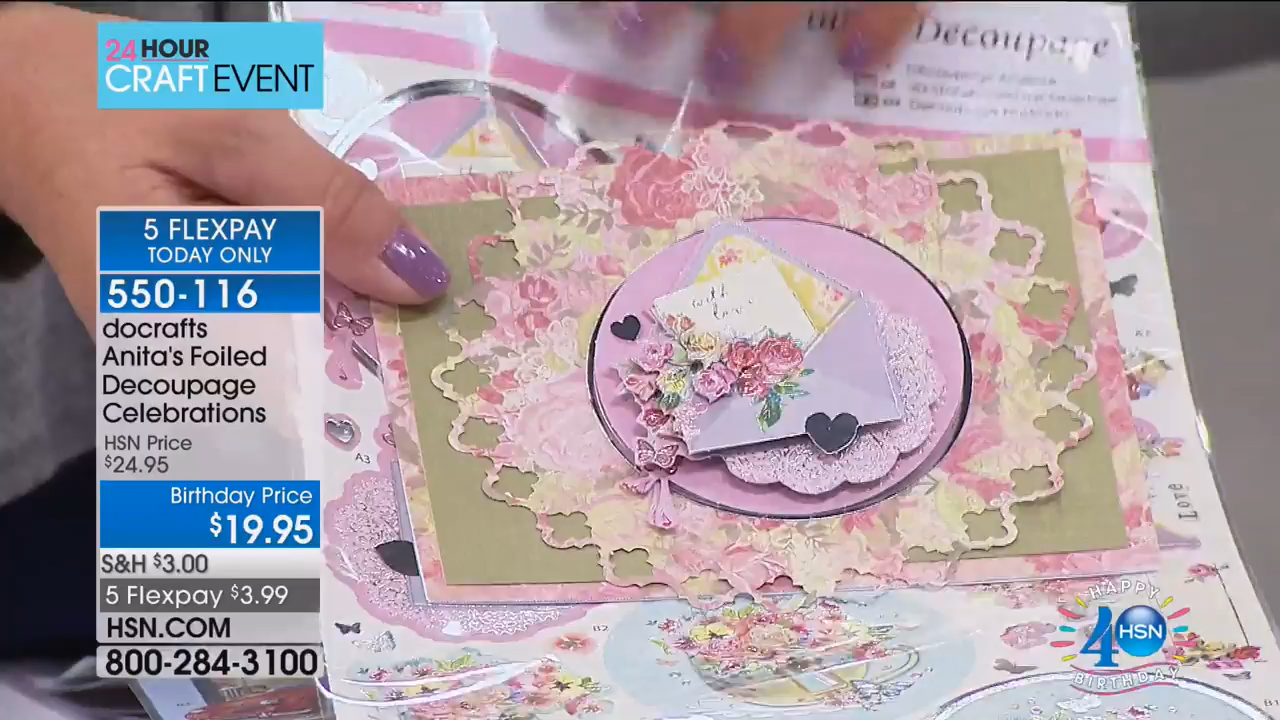 24 HOUR
CRAFT EVENT
5 FLEXPAY
TODAY ONLY
550-116
docrafts
Anita's Foiled
Decoupage
Celebrations
HSN Price
$24.95
Birthday Price
$19.95
S&H $3.00
5 Flexpay $3.99
HSN.COM
800-284-3100
Decoupage
with
love
A3
B2
Love
HAPPY
40 HSN
BIRTHDAY